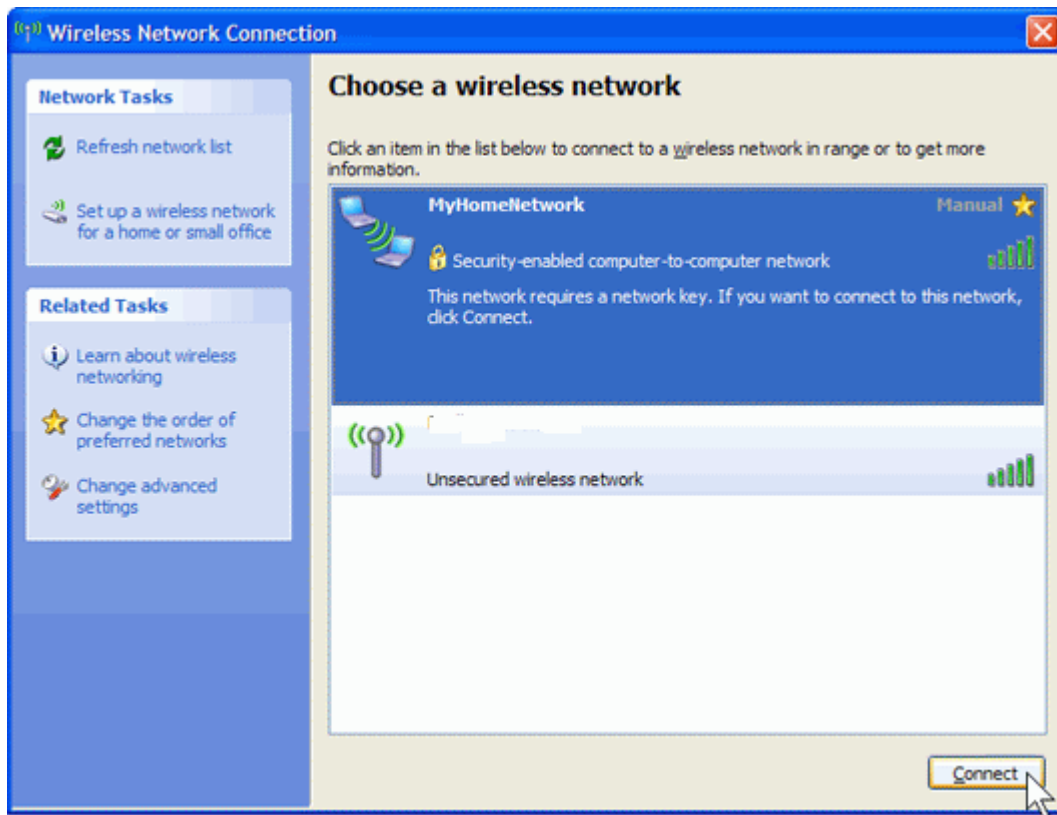 Wireless Network Connection
Network Tasks
Refresh network list
Set up a wireless network
for a home or small office
Related Tasks
Learn about wireless
networking
Change the order of
preferred networks
Change advanced
settings
Choose a wireless network
Click an item in the list below to connect to a wireless network in range or to get more
information.
MyHomeNetwork
Manual
Security-enabled computer-to-computer network
This network requires a network key. If you want to connect to this network,
click Connect.
Unsecured wireless network
Connect